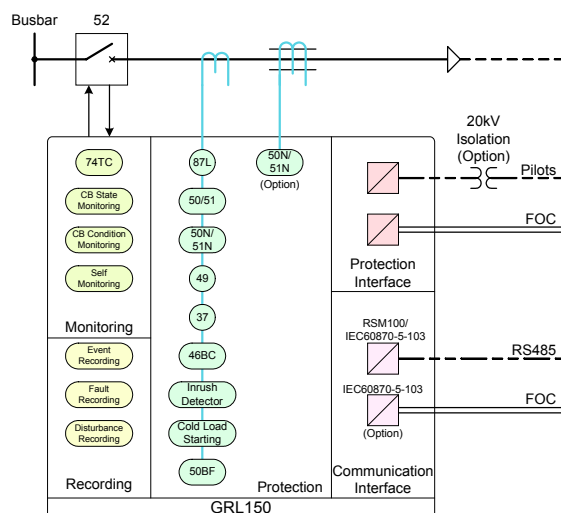 Busbar
52
20kV
Isolation
(Option)
Pilots
FOC
74TC
CB State
Monitoring
CB Condition
Monitoring
Self
Monitoring
Monitoring
Event
Recording
Fault
Recording
Disturbance
Recording
Recording
87L
50/51
50N/
51N
49
37
46BC
Inrush
Detector
Cold Load
Starting
50BF
50N/
51N
(Option)
Protection
Protection
Interface
RSM100/
IEC60870-5-103
RS485
IEC60870-5-103
(Option)
FOC
Communication
Interface
GRL150